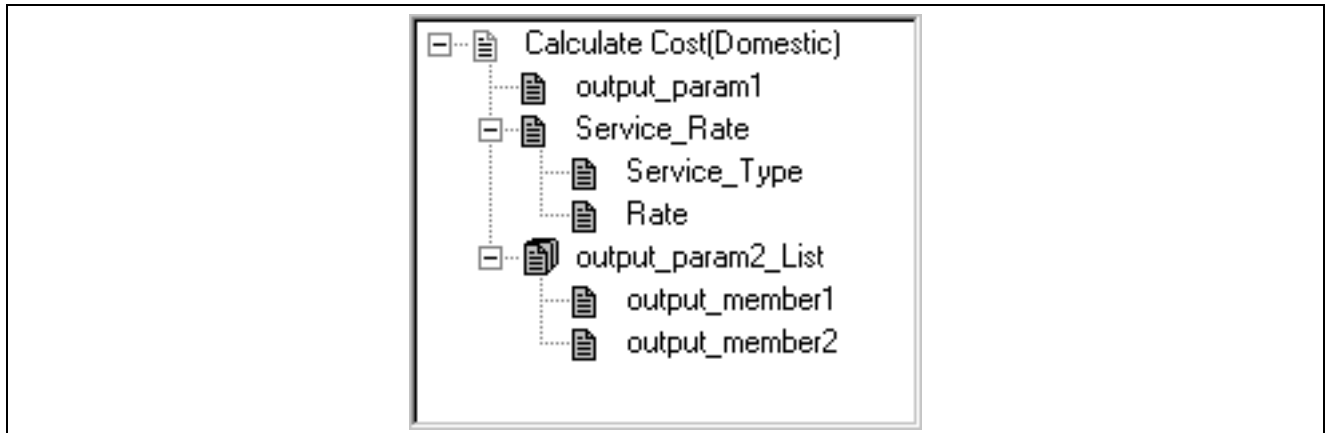 Calculate Cost(Domestic)
output_param1
Service_Rate
Service_Type
Rate
output_param2_List
output_member1
output_member2